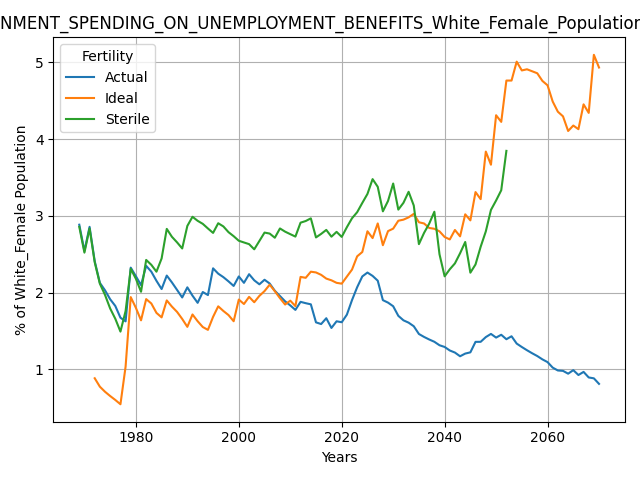 NMENT_SPENDING_ON_UNEMPLOYMENT_BENEFITS_White_Female_Population
Fertility
Actual
Ideal
Sterile
% of White_Female Population
5
4
3
2
1
1980 2000 2020 2040 2060
Years